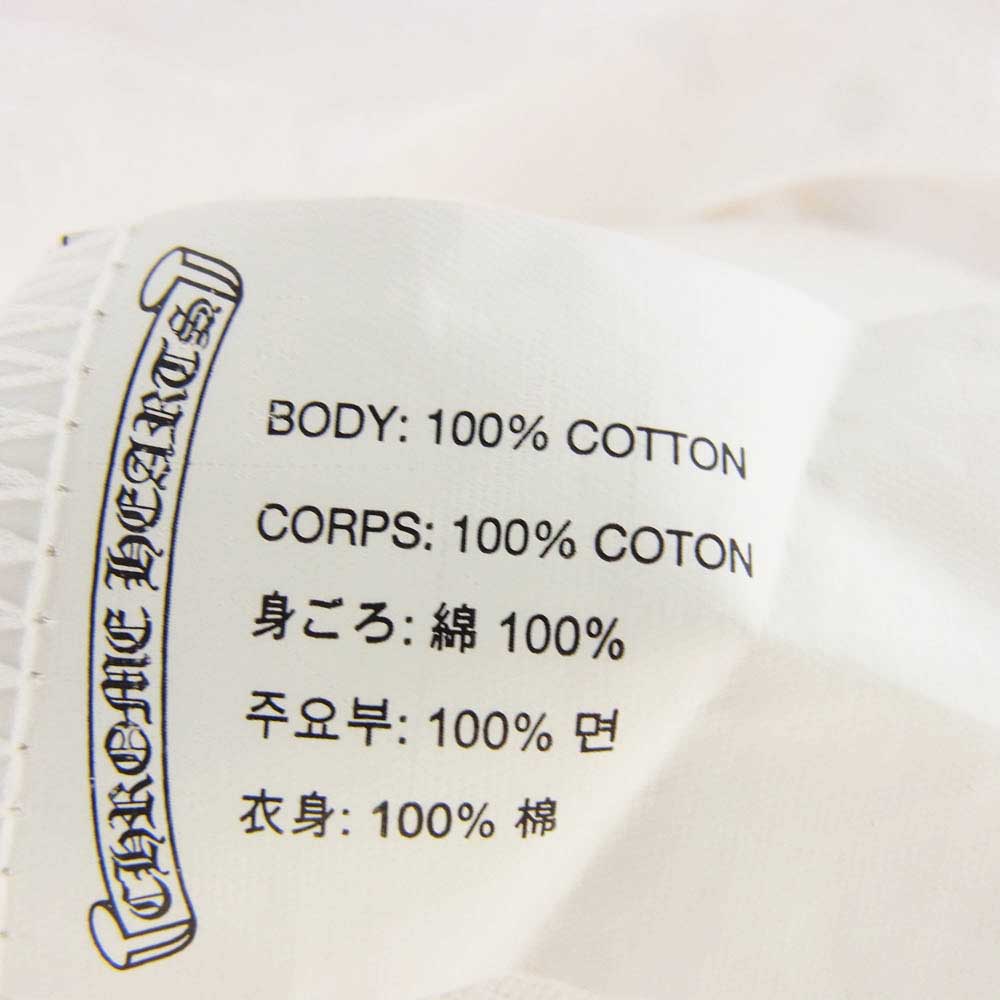 CHROME HEARTS
BODY: 100% COTTON
CORPS: 100% COTON
身ごろ: 綿 100%
주요부: 100% 면
衣身: 100% 棉